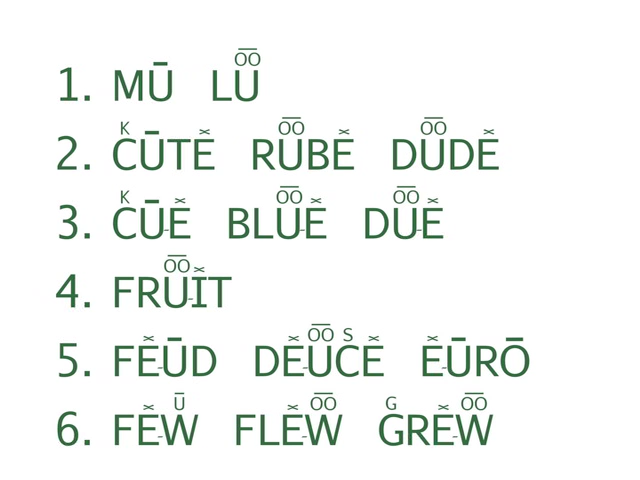 O͞O
1. MŪ LU
K × O͞O × O͞O ×
2. CŪTE RUBE DUDE
K × O͞O × O͞O ×
3. CŪE BLUE DUE
O͞O ×
4. FRUIT
× × O͞O S × ×
5. FEŪD DEUCE EŪRŌ
× Ū × O͞O G × O͞O
6. FEW FLEW GREW